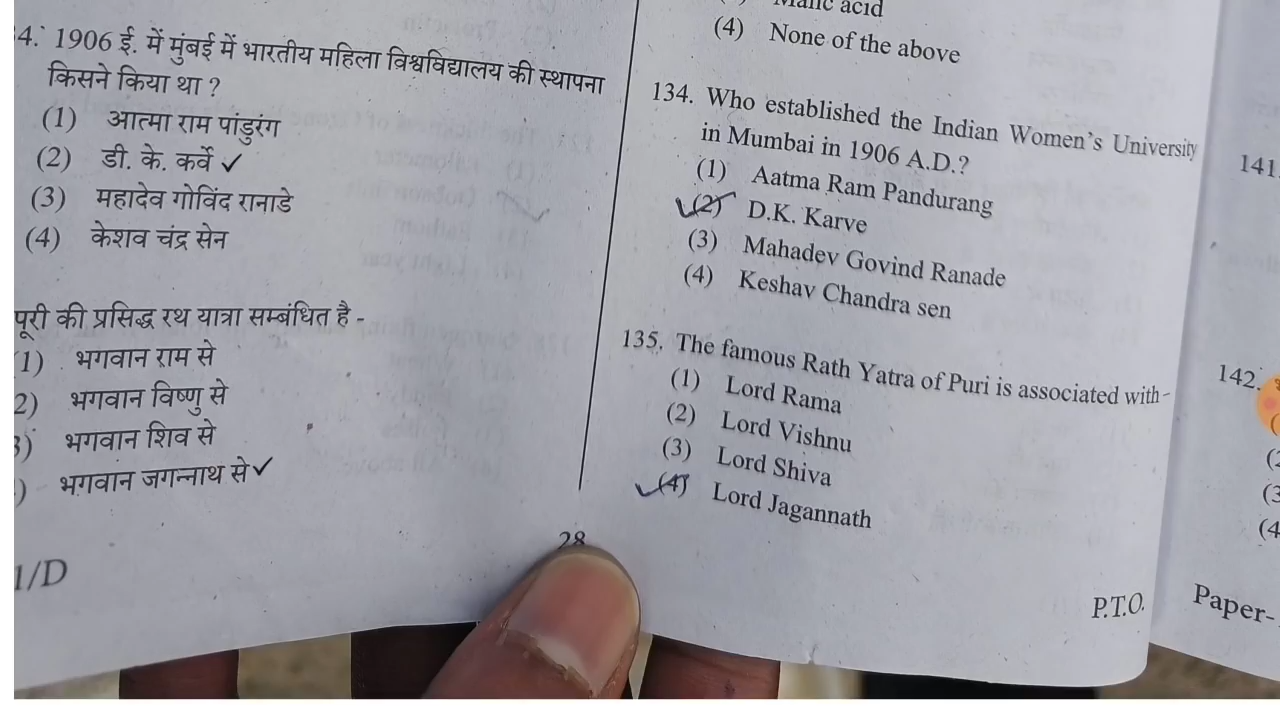 4. 1906 ई. में मुंबई में भारतीय महिला विश्वविद्यालय की स्थापना
किसने किया था ?
(1) आत्मा राम पांडुरंग
(2) डी. के. कर्वे ✓
(3) महादेव गोविंद रानाडे
(4) केशव चंद्र सेन
पूरी की प्रसिद्ध रथ यात्रा सम्बंधित है -
1) भगवान राम से
2) भगवान विष्णु से
3) भगवान शिव से
) भगवान जगन्नाथ से ✓
1/D
28
acid
(4) None of the above
134. Who established the Indian Women's University
in Mumbai in 1906 A.D.?
(1) Aatma Ram Pandurang
(2) D.K. Karve
(3) Mahadev Govind Ranade
(4) Keshav Chandra sen
135. The famous Rath Yatra of Puri is associated with-
(1) Lord Rama
(2) Lord Vishnu
(3) Lord Shiva
(4) Lord Jagannath
P.T.O.
141.
142.
(3
(4
Paper-